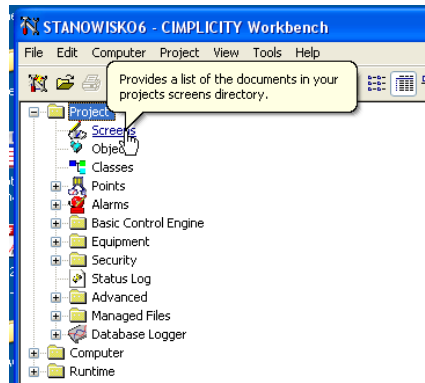 STANOWISKO6 - CIMPLICITY Workbench
File Edit Computer Project View Tools Help
Provides a list of the documents in your
projects screens directory.
Project
Screens
Classes
Points
Alarms
Basic Control Engine
Equipment
Security
Status Log
Advanced
Managed Files
Database Logger
Computer
Runtime